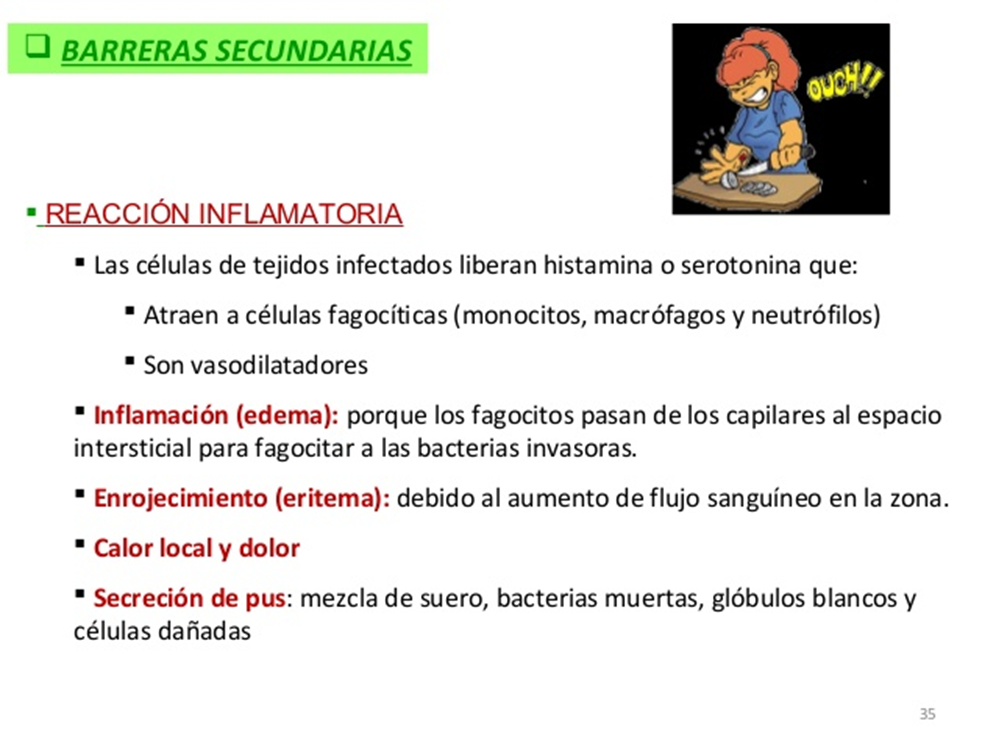 BARRERAS SECUNDARIAS
OUCH!!
REACCIÓN INFLAMATORIA
Las células de tejidos infectados liberan histamina o serotonina que:
Atraen a células fagocíticas (monocitos, macrófagos y neutrófilos)
Son vasodilatadores
Inflamación (edema): porque los fagocitos pasan de los capilares al espacio
intersticial para fagocitar a las bacterias invasoras.
Enrojecimiento (eritema): debido al aumento de flujo sanguíneo en la zona.
Calor local y dolor
Secreción de pus: mezcla de suero, bacterias muertas, glóbulos blancos y
células dañadas
35